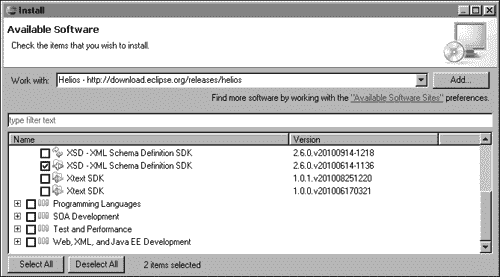 Install
Available Software
Check the items that you wish to install.
Work with: Helios - http://download.eclipse.org/releases/helios Add...
Find more software by working with the "Available Software Sites" preferences.
type filter text
Name Version
XSD - XML Schema Definition SDK 2.6.0.v20100914-1218
XSD - XML Schema Definition SDK 2.6.0.v20100614-1136
Xtext SDK 1.0.1.v201008251220
Xtext SDK 1.0.0.v201006170321
Programming Languages
SOA Development
Test and Performance
Web, XML, and Java EE Development
Select All Deselect All 2 items selected